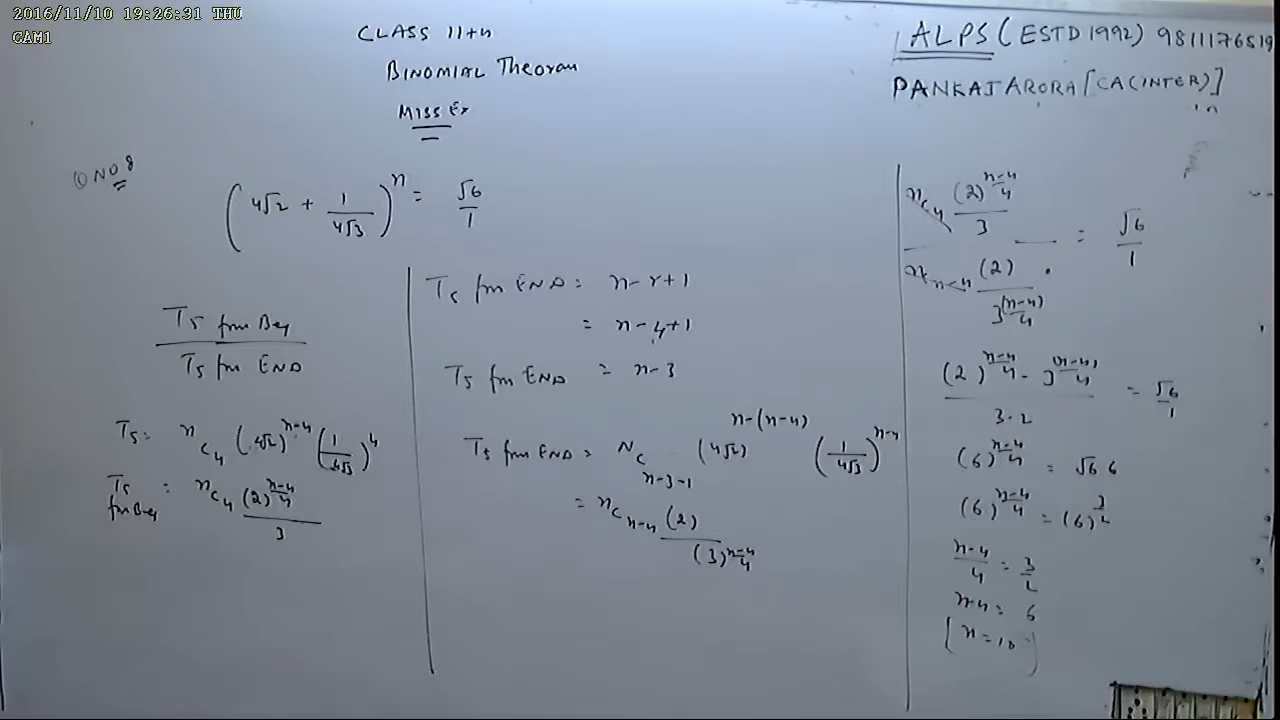 2016/11/10 19:26:31 THU
CAM1
CLASS 11th
BINOMIAL Theoram
MISS Ex
ALPS (ESTD 1992) 9811176519
PANKAJ ARORA [CA(INTER)]
Q NO 8
(4√2 + 1/4√3)^n = √6/1
T5 from Beg / T5 from END
T5 = nC4 (4√2)^(n-4) (1/4√3)^4
T5 from Beg = nC4 (2)^((n-4)/4) / 3
T5 from END = n-r+1
= n-4+1
T5 from END = n-3
T5 from END = NC n-3-1 (4√2)^(n-(n-4)) (1/4√3)^(n-4)
= nC n-4 (2) / (3)^((n-4)/4)
nC4 (2)^((n-4)/4) / 3 / nC n-4 (2) / 3^((n-4)/4) = √6/1
(2)^((n-4)/4) · 3^((n-4)/4) / 3·2 = √6/1
(6)^((n-4)/4) = √6 6
(6)^((n-4)/4) = (6)^(3/2)
(n-4)/4 = 3/2
n-4 = 6
[n=10]